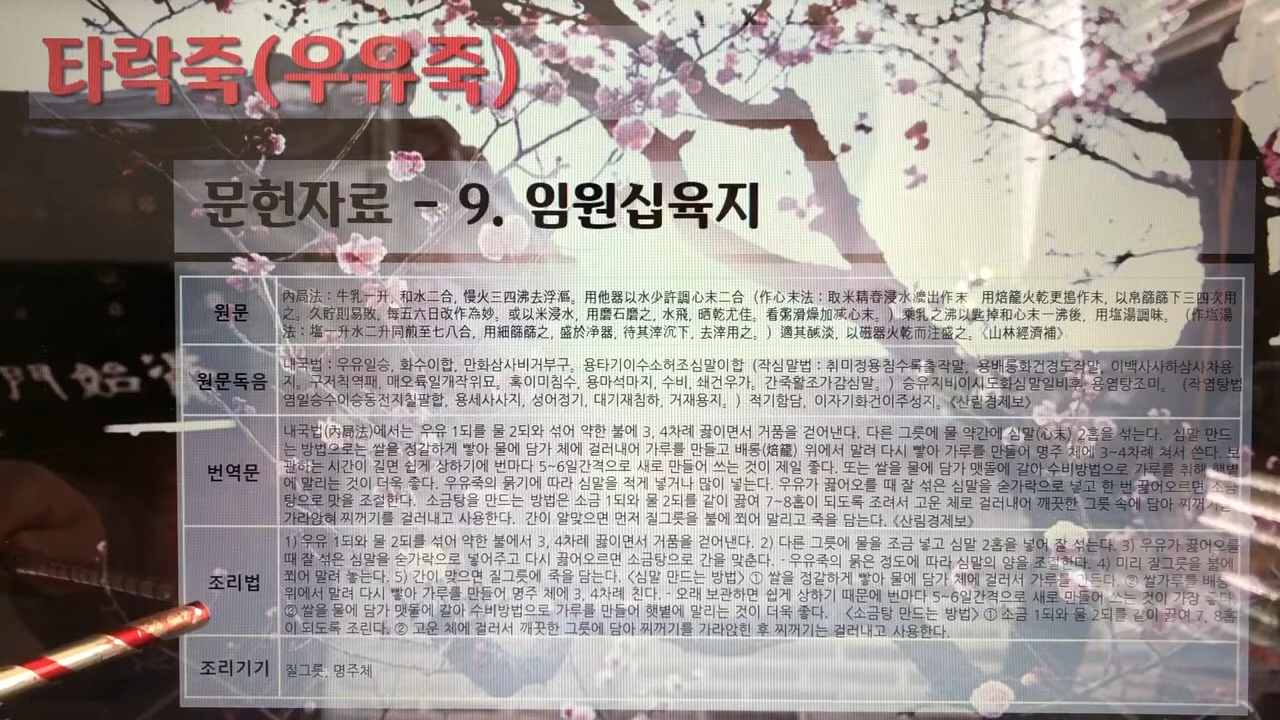 타락죽(우유죽)
문헌자료 - 9. 임원십육지
원문
內局法：牛乳一升, 和水二合, 慢火三四沸去浮漚。用他器以水少許調心末二合 (作心末法：取米精舂浸水漉出作末 用焙籠火乾更搗作末, 以帛篩篩下三四次用
之。久貯則易敗, 每五六日改作為妙。或以米浸水, 用磨石磨之, 水飛, 晒乾尤佳。看粥滑燥加減心末。) 乘乳之沸以匙掉和心末一沸後, 用塩湯調味。 (作塩湯
法：塩一升水二升同煎至七八合, 用細篩篩之, 盛於净器, 待其滓沉下, 去滓用之。) 適其醎淡, 以磁器火乾而注盛之。《山林經濟補》
원문독음
내국법 : 우유일승, 화수이합, 만화삼사비거부구。용타기이수소허조심말이합 (작심말법 : 취미정용침수록출작말, 용배롱화건경도작말, 이백사사하삼사차용
지。구저칙역패, 매오륙일개작위묘。혹이미침수, 용마석마지, 수비, 쇄건우가。간죽활조가감심말。) 승유지비이시도화심말일비후, 용염탕조미。 (작염탕법
염일승수이승동전지칠팔합, 용세사사지, 성어정기, 대기재침하, 거재용지。) 적기함담, 이자기화건이주성지。《산림경제보》
번역문
내국법(內局法)에서는 우유 1되를 물 2되와 섞어 약한 불에 3, 4차례 끓이면서 거품을 걷어낸다. 다른 그릇에 물 약간에 심말(心末) 2홉을 섞는다. 심말 만드
는 방법으로는 쌀을 정갈하게 빻아 물에 담가 체에 걸러내어 가루를 만들고 배롱(焙籠) 위에서 말려 다시 빻아 가루를 만들어 명주 체에 3~4차례 쳐서 쓴다. 보
관하는 시간이 길면 쉽게 상하기에 번마다 5~6일간격으로 새로 만들어 쓰는 것이 제일 좋다. 또는 쌀을 물에 담가 맷돌에 갈아 수비방법으로 가루를 취해 햇볕
에 말리는 것이 더욱 좋다. 우유죽의 묽기에 따라 심말을 적게 넣거나 많이 넣는다. 우유가 끓어오를 때 잘 섞은 심말을 숟가락으로 넣고 한 번 끓어오르면 소금
탕으로 맛을 조절한다. 소금탕을 만드는 방법은 소금 1되와 물 2되를 같이 끓여 7~8홉이 되도록 조려서 고운 체로 걸러내어 깨끗한 그릇 속에 담아 찌꺼기를
가라앉혀 찌꺼기를 걸러내고 사용한다. 간이 알맞으면 먼저 질그릇을 불에 쬐어 말리고 죽을 담는다.《산림경제보》
조리법
1) 우유 1되와 물 2되를 섞어 약한 불에서 3, 4차례 끓이면서 거품을 걷어낸다. 2) 다른 그릇에 물을 조금 넣고 심말 2홉을 넣어 잘 섞는다. 3) 우유가 끓어오를
때 잘 섞은 심말을 숟가락으로 넣어주고 다시 끓어오르면 소금탕으로 간을 맞춘다. - 우유죽의 묽은 정도에 따라 심말의 양을 조절한다. 4) 미리 질그릇을 불에
쬐어 말려 놓는다. 5) 간이 맞으면 질그릇에 죽을 담는다. <심말 만드는 방법> ① 쌀을 정갈하게 빻아 물에 담가 체에 걸러서 가루를 만든다. ② 쌀가루를 배롱
위에서 말려서 다시 빻아 가루를 만들어 명주 체에 3, 4차례 친다. - 오래 보관하면 쉽게 상하기 때문에 번마다 5~6일간격으로 새로 만들어 쓰는 것이 가장 좋다.
③ 쌀을 물에 담가 맷돌에 갈아 수비방법으로 가루를 만들어 햇볕에 말리는 것이 더욱 좋다. <소금탕 만드는 방법> ① 소금 1되와 물 2되를 같이 끓여 7, 8홉
이 되도록 조린다. ② 고운 체에 걸러서 깨끗한 그릇에 담아 찌꺼기를 가라앉힌 후 찌꺼기는 걸러내고 사용한다.
조리기기
질그릇, 명주체